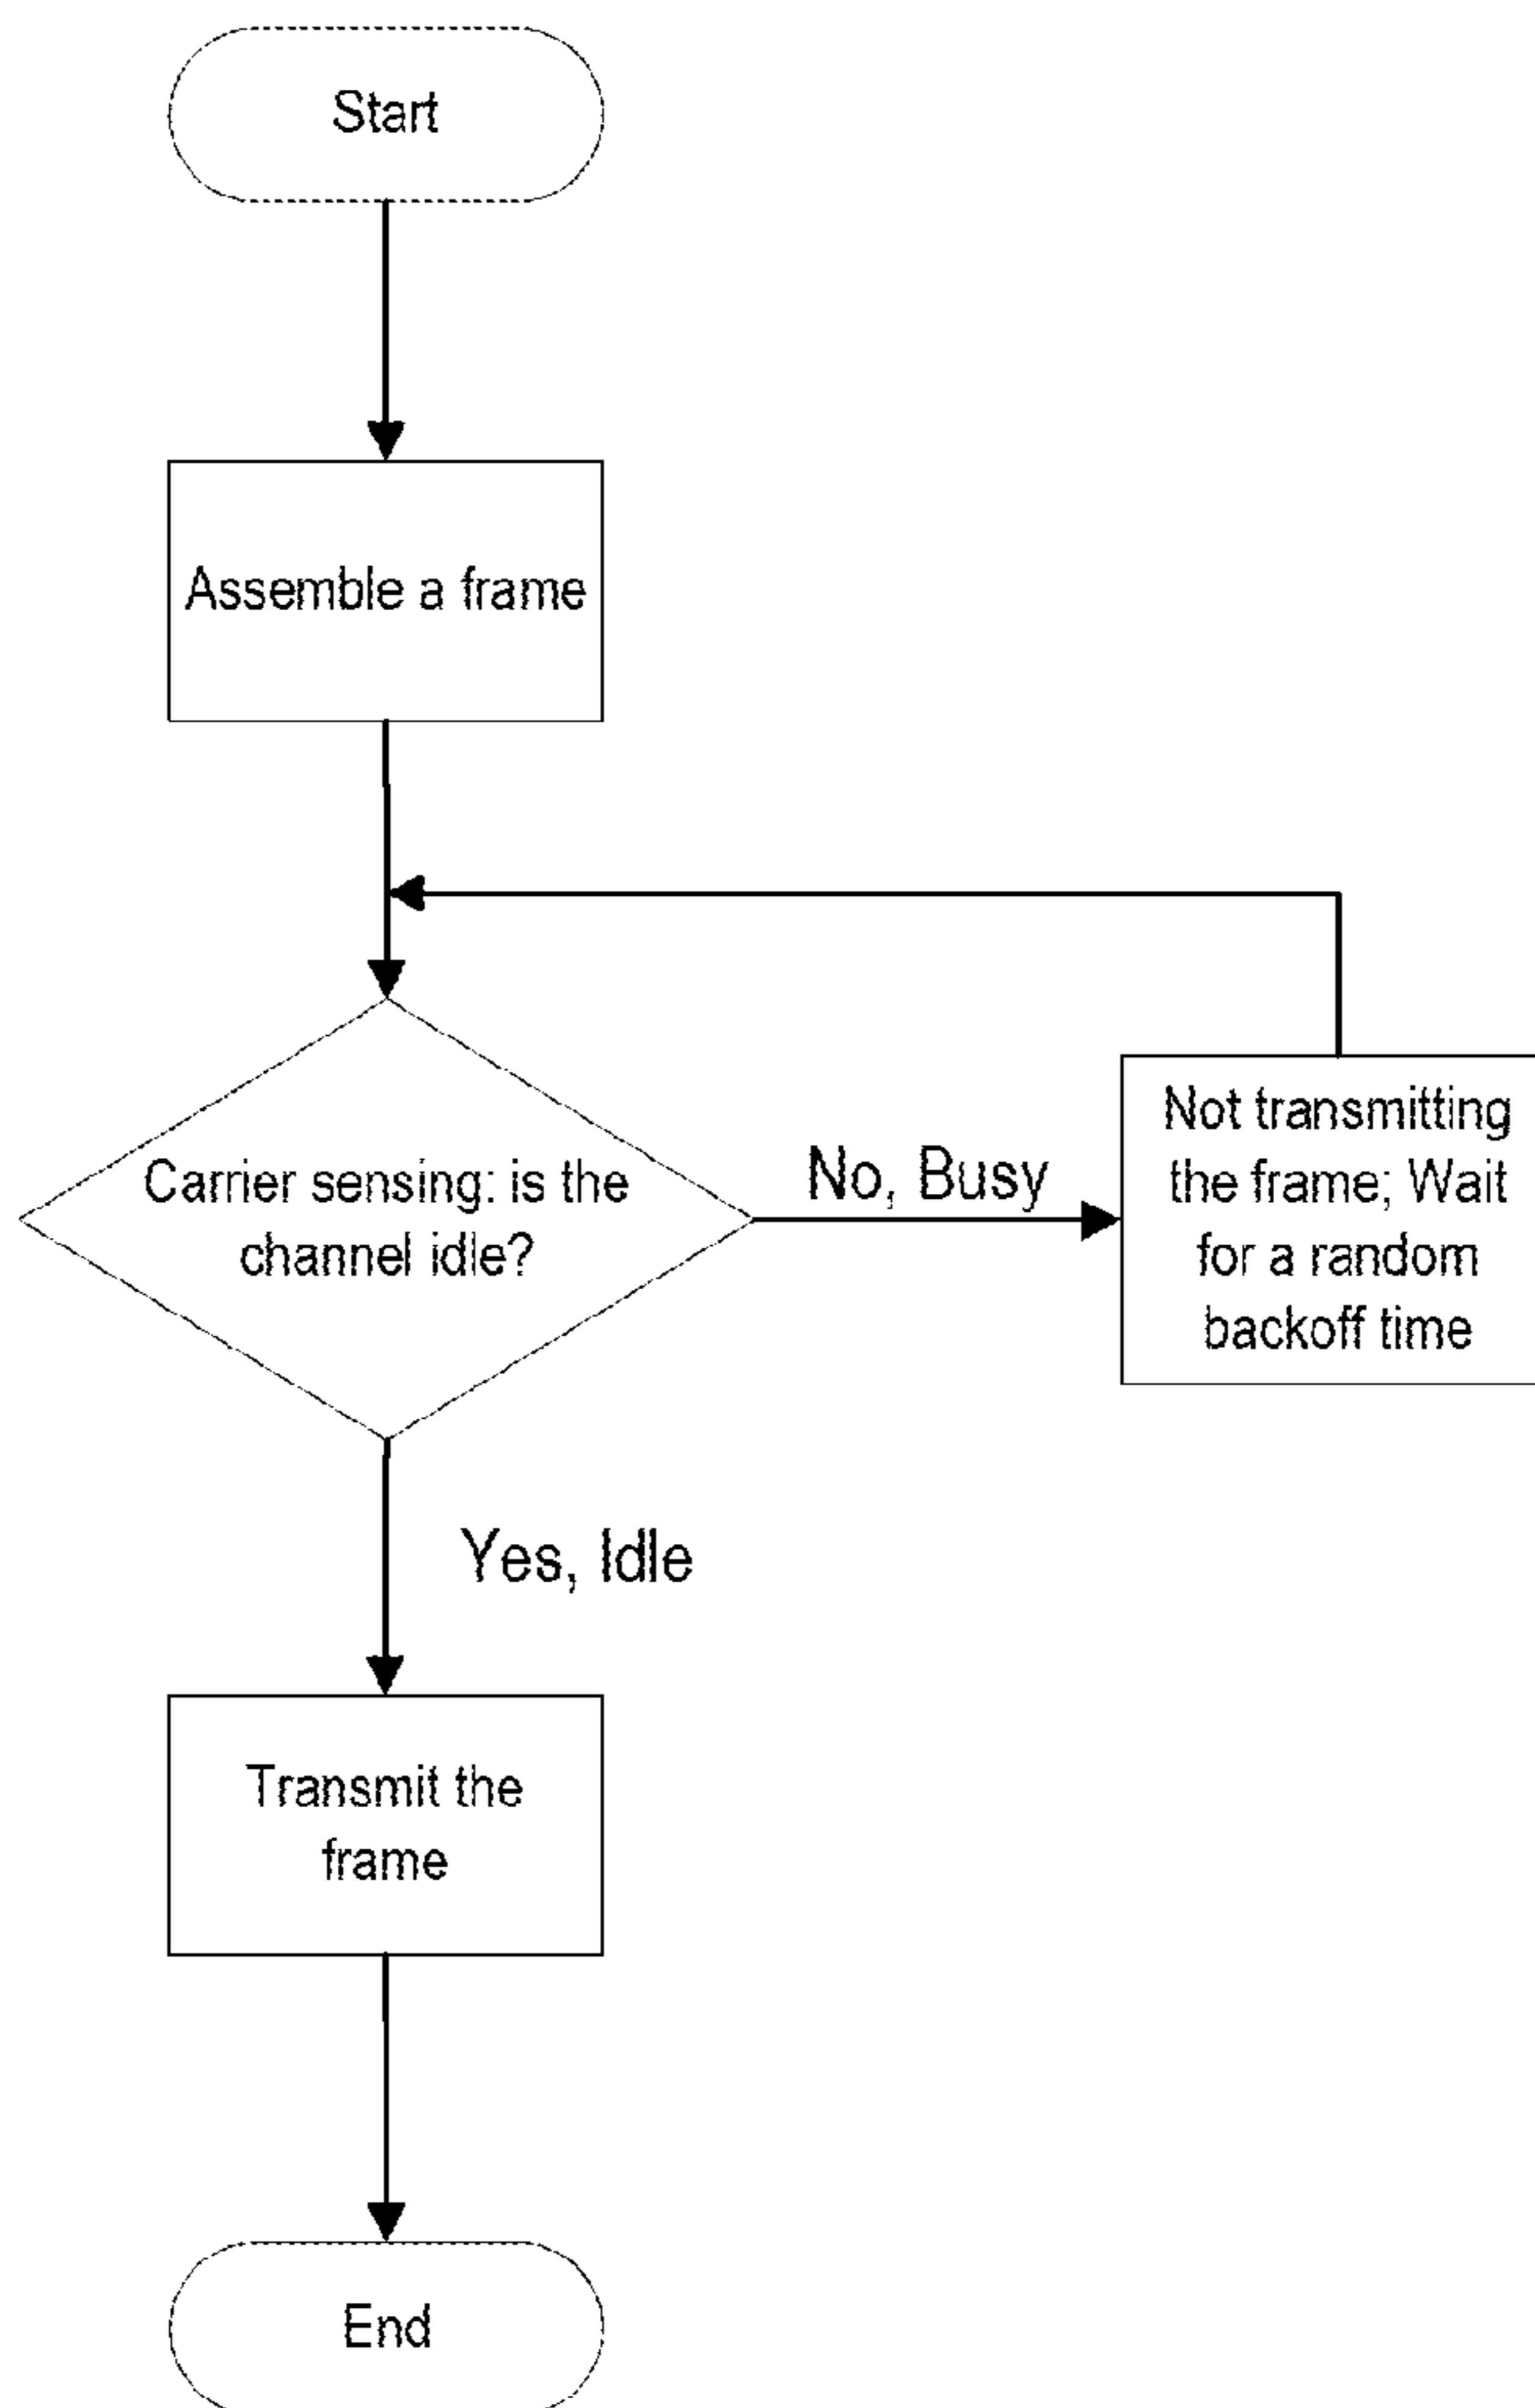 Start
Assemble a frame
Carrier sensing: is the
channel idle?
No, Busy
Not transmitting
the frame; Wait
for a random
backoff time
Yes, Idle
Transmit the
frame
End